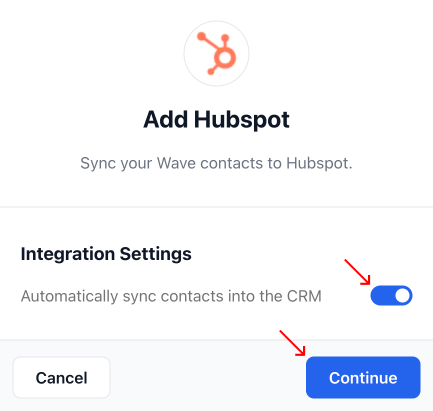 Add Hubspot
Sync your Wave contacts to Hubspot.
Integration Settings
Automatically sync contacts into the CRM
Cancel
Continue